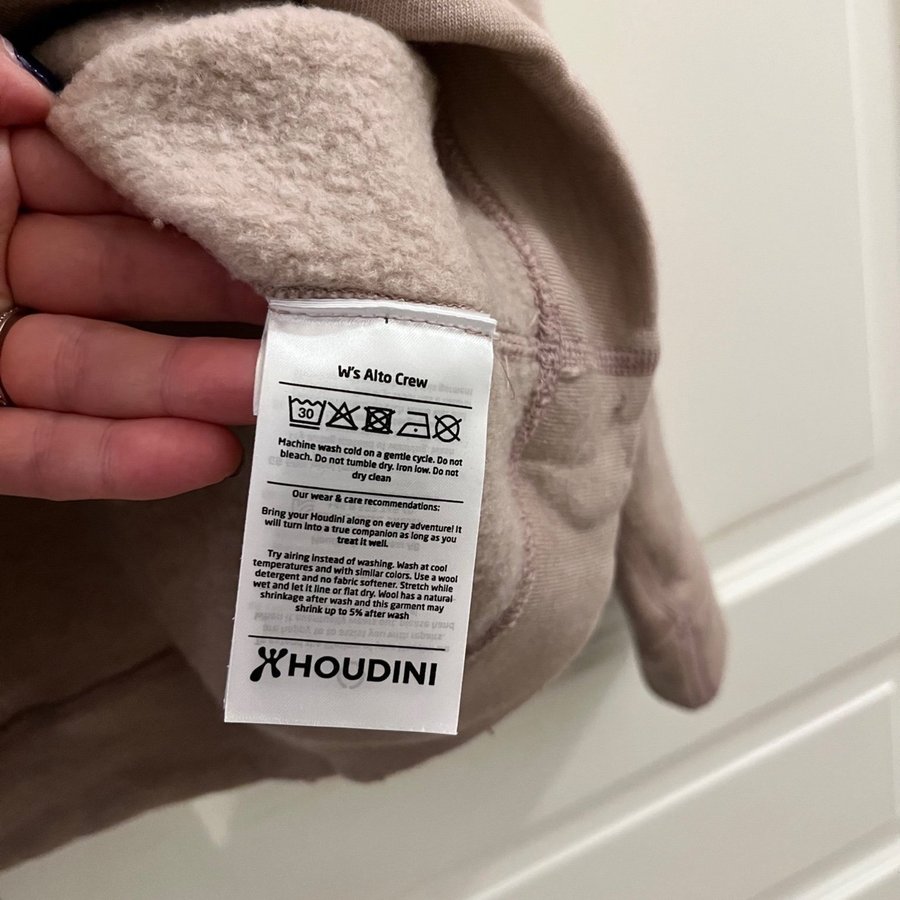 W's Alto Crew
30
Machine wash cold on a gentle cycle. Do not
bleach. Do not tumble dry. Iron low. Do not
dry clean
Our wear & care recommendations:
Bring your Houdini along on every adventure! It
will turn into a true companion as long as you
treat it well.
Try airing instead of washing. Wash at cool
temperatures and with similar colors. Use a wool
detergent and no fabric softener. Stretch while
wet and let it line or flat dry. Wool has a natural
shrinkage after wash and this garment may
shrink up to 5% after wash
HOUDINI